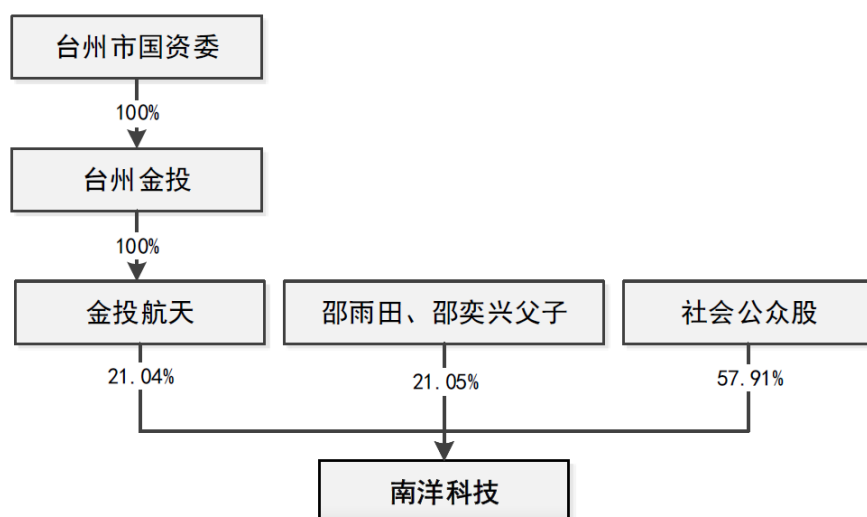 台州市国资委
100%
台州金投
100%
金投航天
邵雨田、邵奕兴父子
社会公众股
21.04%
21.05%
57.91%
南洋科技